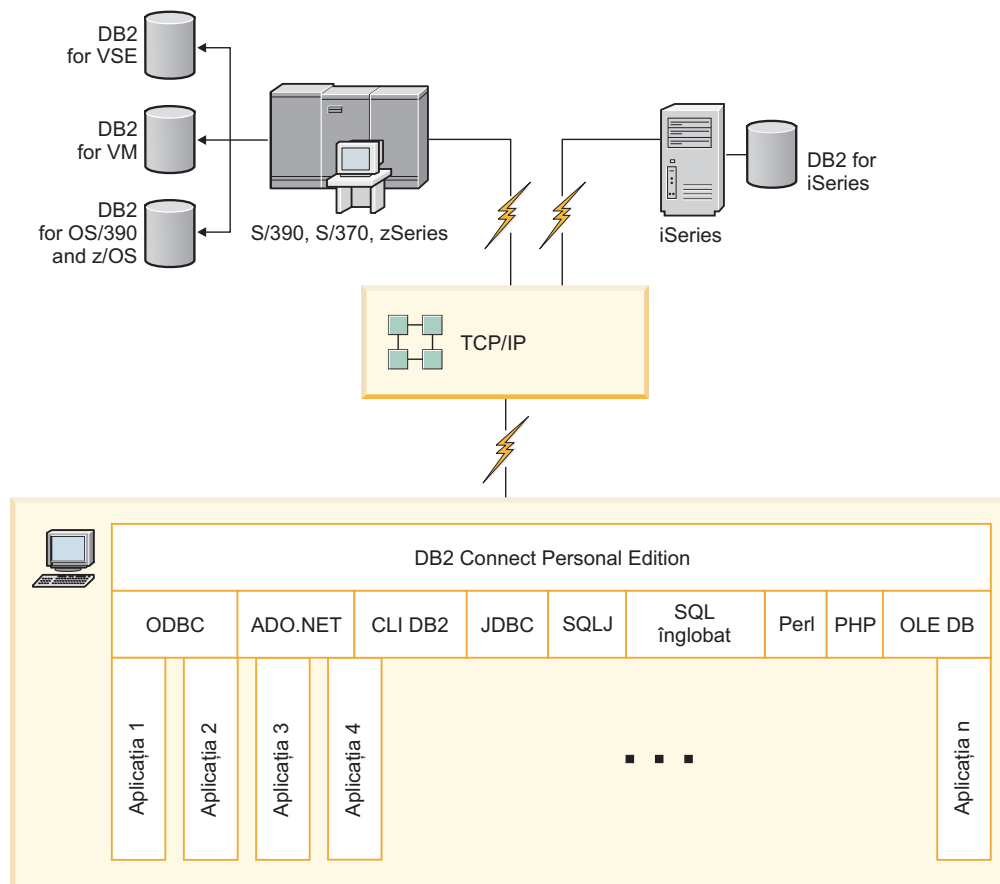 DB2
for VSE
DB2
for VM
DB2
for OS/390
and z/OS
S/390, S/370, zSeries
iSeries
DB2 for
iSeries
TCP/IP
DB2 Connect Personal Edition
ODBC
ADO.NET
CLI DB2
JDBC
SQLJ
SQL
înglobat
Perl
PHP
OLE DB
Aplicația 1
Aplicația 2
Aplicația 3
Aplicația 4
Aplicația n